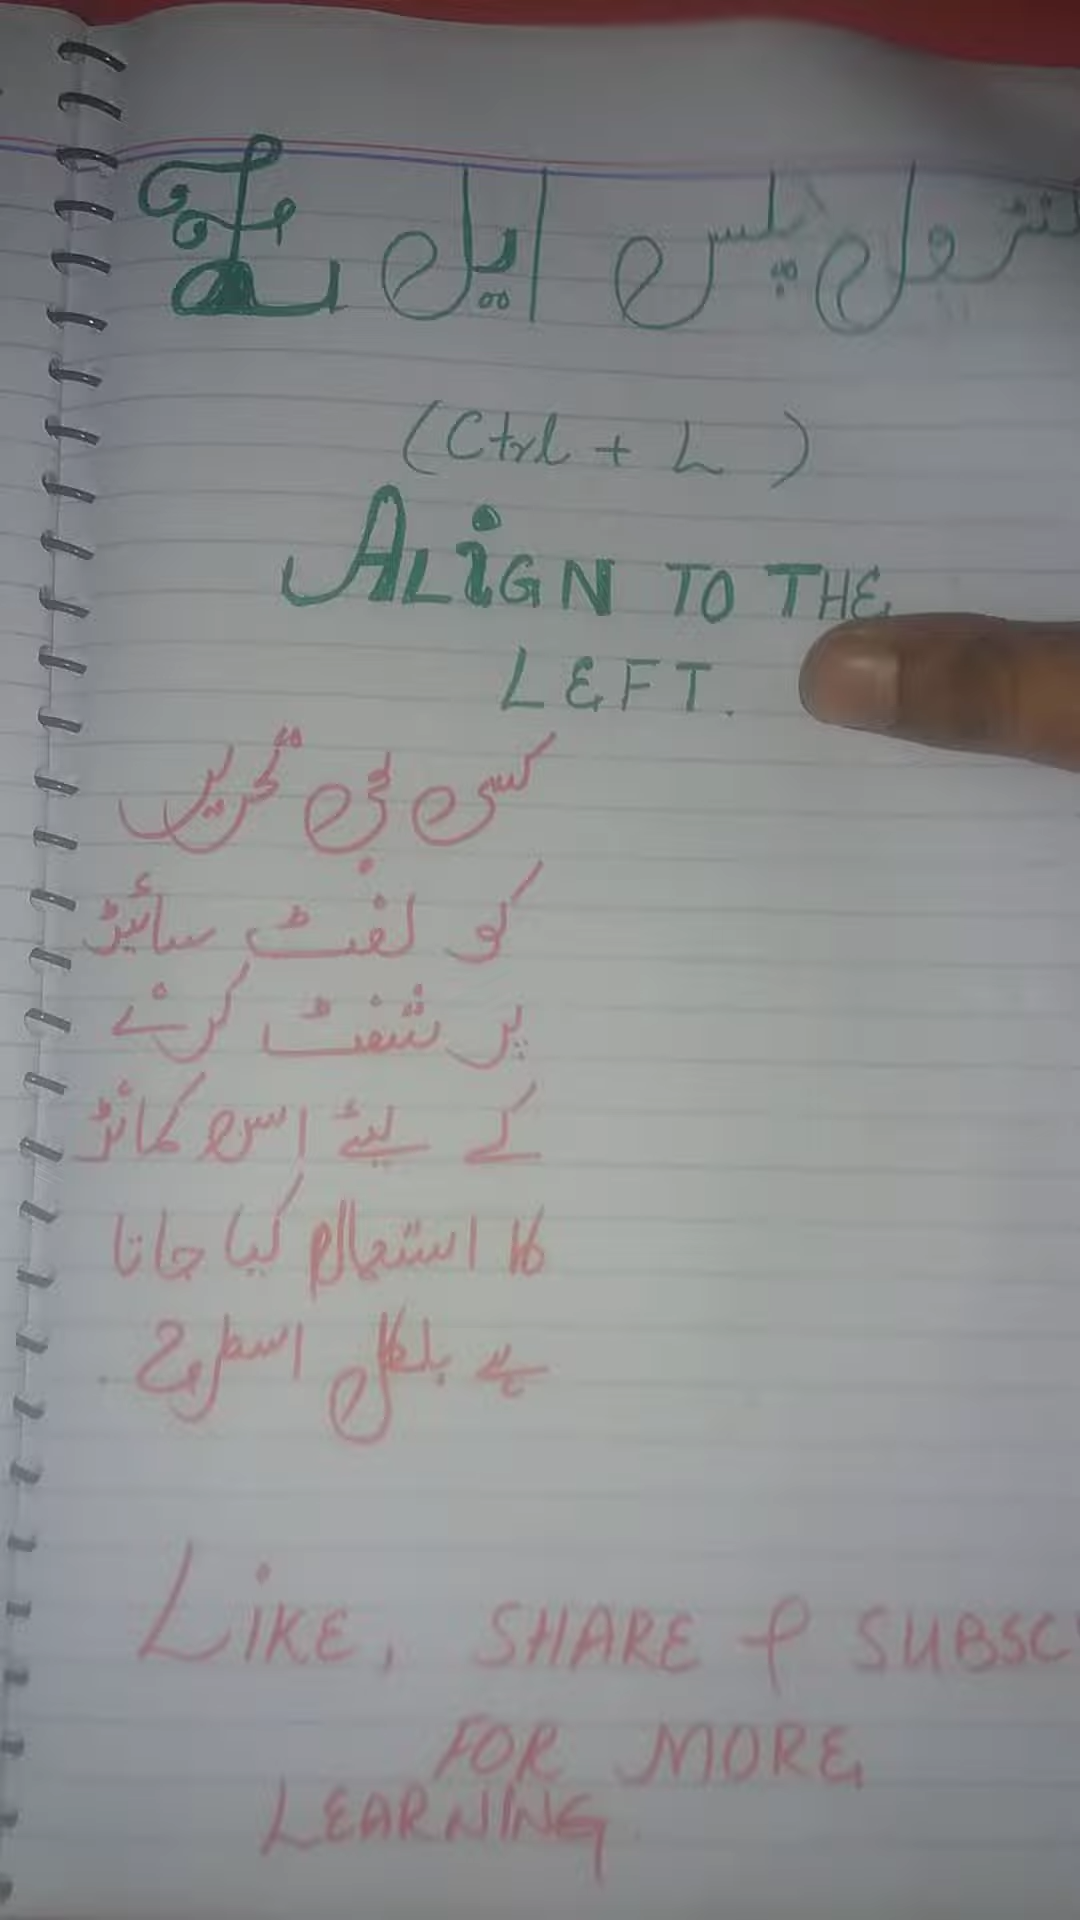 کنٹرول پلس ایل
(Ctrl + L)
ALiGN TO THE
LEFT.
کسی بھی تحریر
کو لفٹ سائیڈ
پر شفٹ کرنے
کے لیئے اس کمانڈ
کا استعمال کیا جاتا
ہے بلکل اسطرح.
LiKE, SHARE & SUBSC
FOR MORE
LEARNING